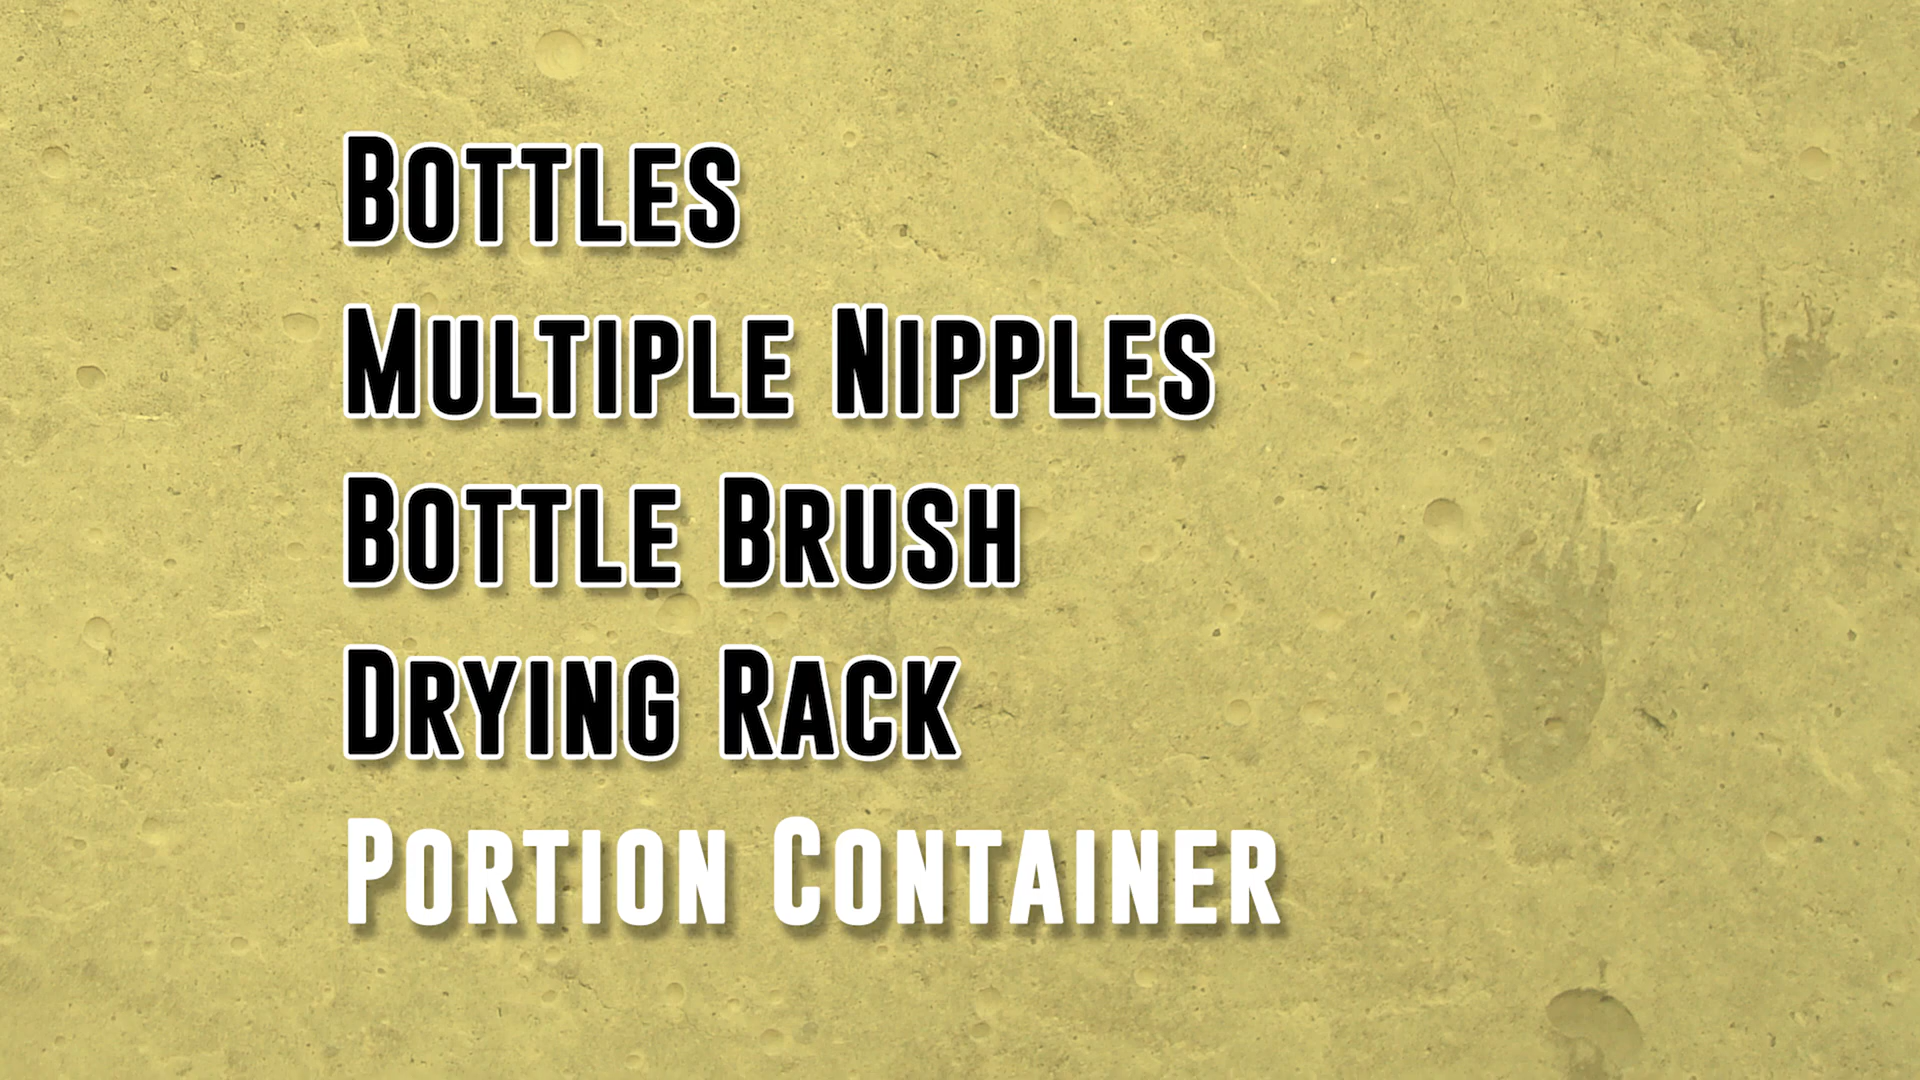 Bottles
Multiple Nipples
Bottle Brush
Drying Rack
Portion Container